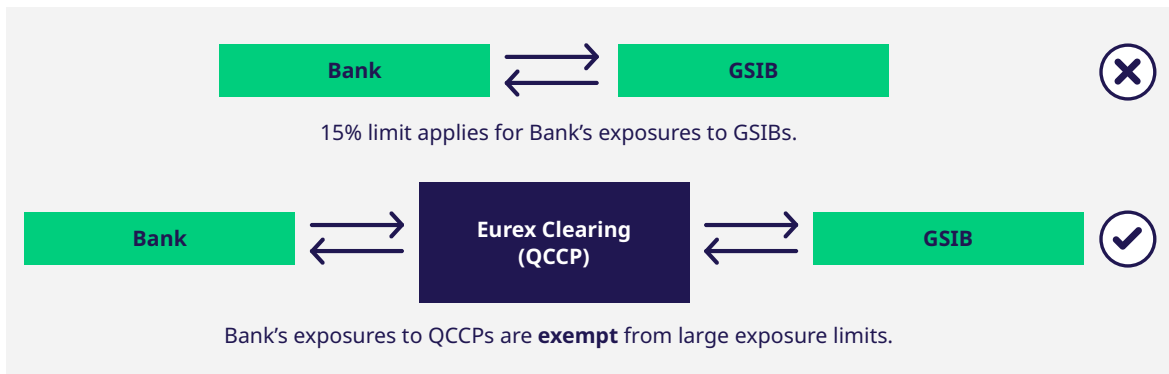 Bank
GSIB
15% limit applies for Bank’s exposures to GSIBs.
Bank
Eurex Clearing
(QCCP)
GSIB
Bank’s exposures to QCCPs are exempt from large exposure limits.